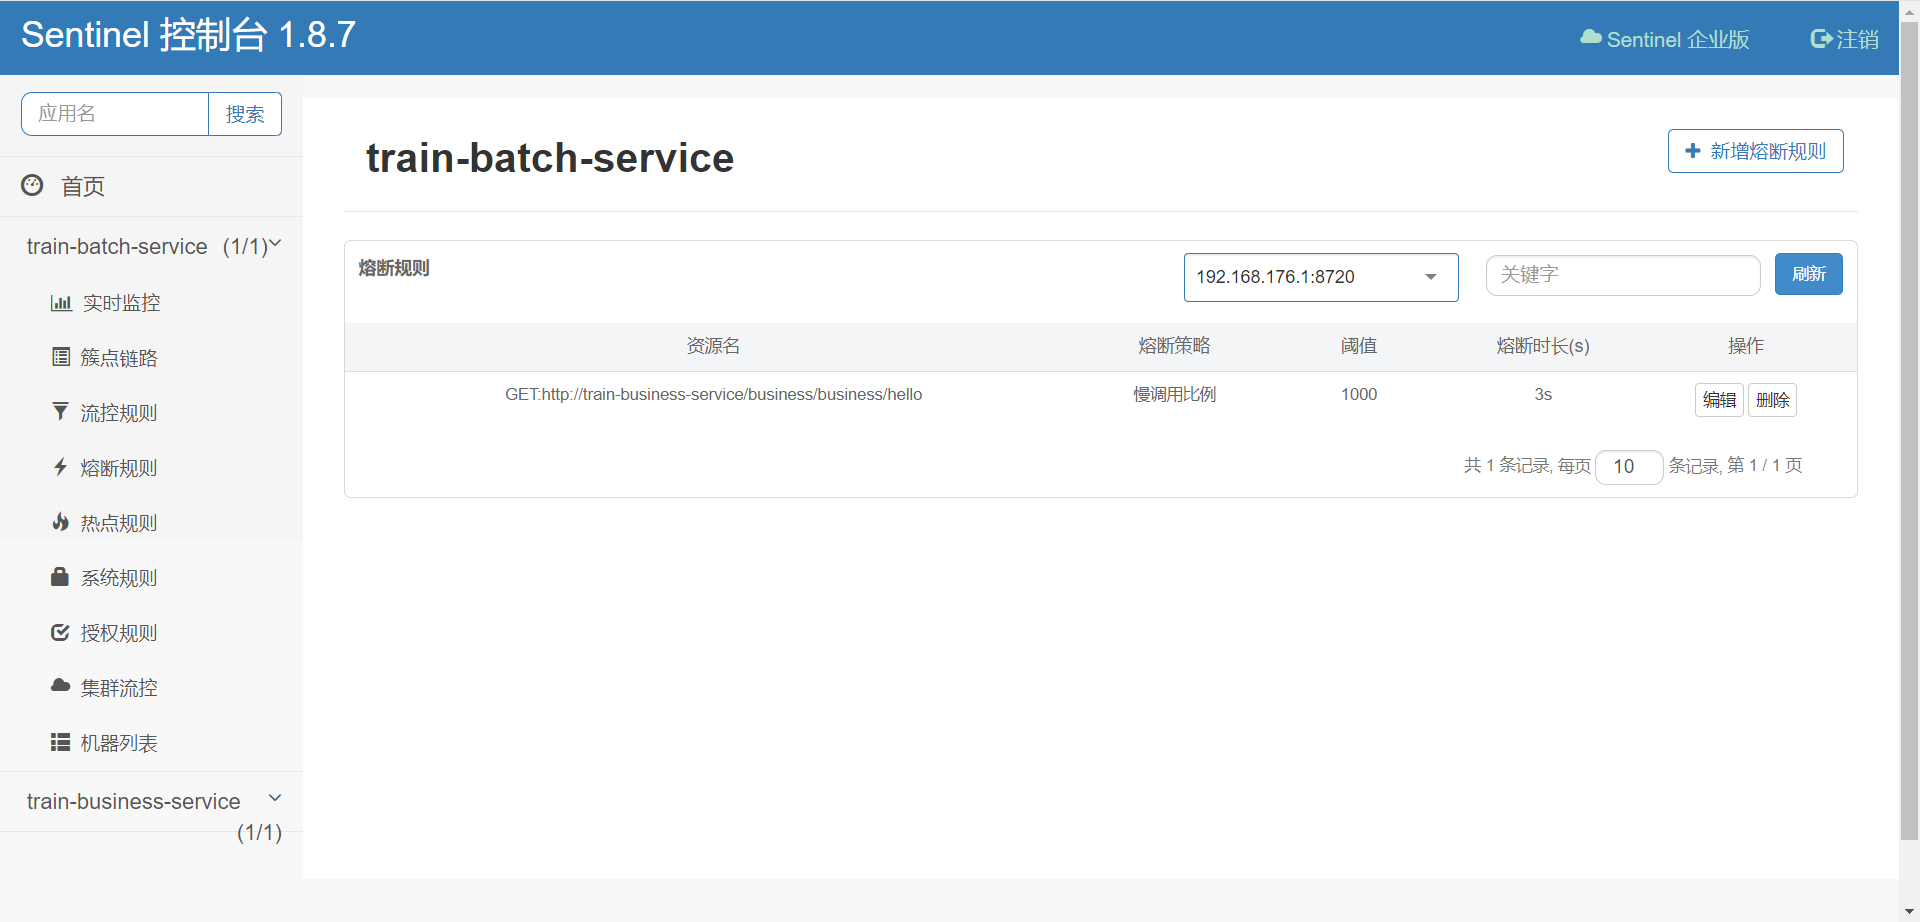 Sentinel 控制台 1.8.7
Sentinel 企业版
注销
应用名
搜索
首页
train-batch-service (1/1)
实时监控
簇点链路
流控规则
熔断规则
热点规则
系统规则
授权规则
集群流控
机器列表
train-business-service
(1/1)
train-batch-service
新增熔断规则
熔断规则
192.168.176.1:8720
关键字
刷新
资源名 熔断策略 阈值 熔断时长(s) 操作
GET:http://train-business-service/business/business/hello 慢调用比例 1000 3s 编辑 删除
共 1 条记录, 每页 10 条记录, 第 1 / 1 页